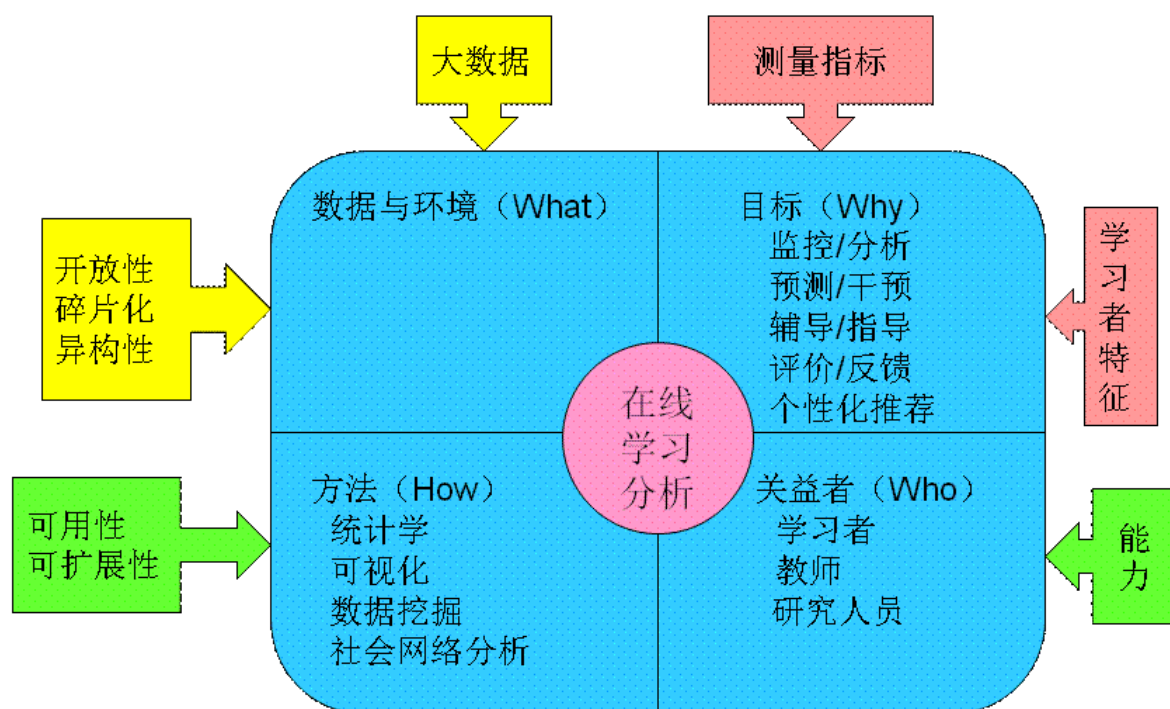 大数据
测量指标
开放性
碎片化
异构性
数据与环境（What）
目标（Why）
监控/分析
预测/干预
辅导/指导
评价/反馈
个性化推荐
学
习
者
特
征
在线
学习
分析
可用性
可扩展性
方法（How）
统计学
可视化
数据挖掘
社会网络分析
关益者（Who）
学习者
教师
研究人员
能
力